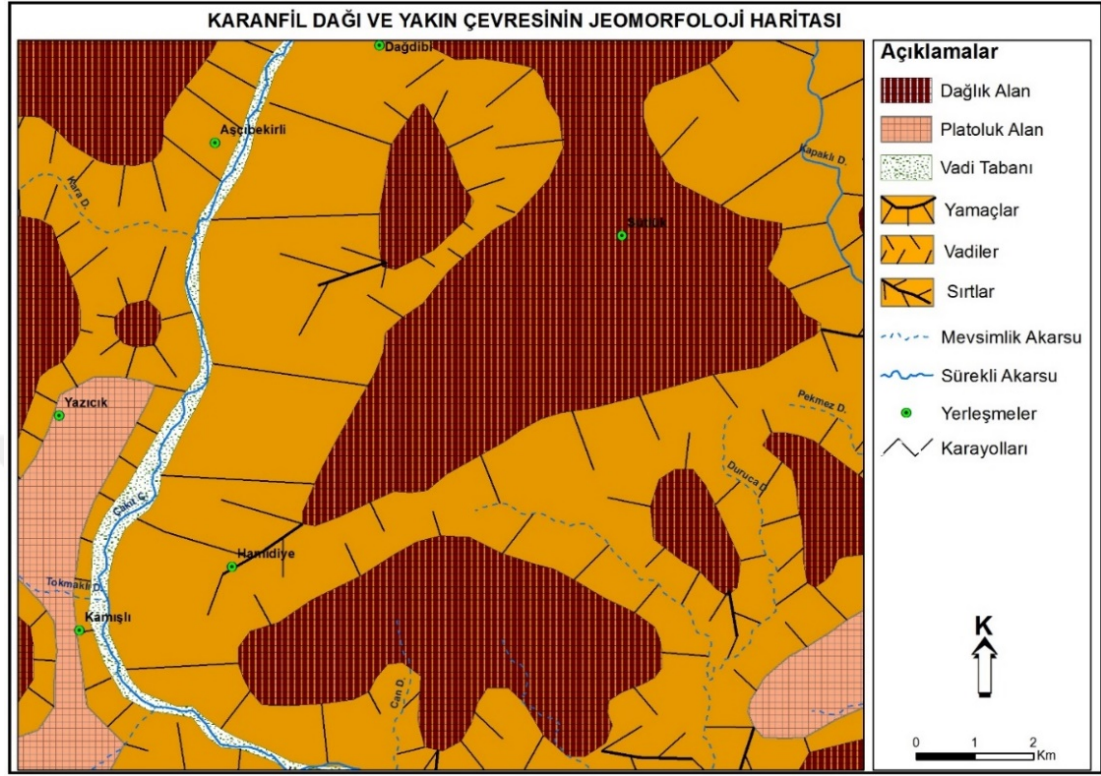 KARANFİL DAĞI VE YAKIN ÇEVRESİNİN JEOMORFOLOJİ HARİTASI
Dağdibi
Aşçıbekirli
Kapaklı D.
Kara D.
Yazıcık
Pekmez D.
Duruca D.
Çakıt Ç.
Hamidiye
Tokmaklı D.
Kamışlı
Can D.
Açıklamalar
Dağlık Alan
Platoluk Alan
Vadi Tabanı
Yamaçlar
Vadiler
Sırtlar
Mevsimlik Akarsu
Sürekli Akarsu
Yerleşmeler
Karayolları
K
0 1 2
Km